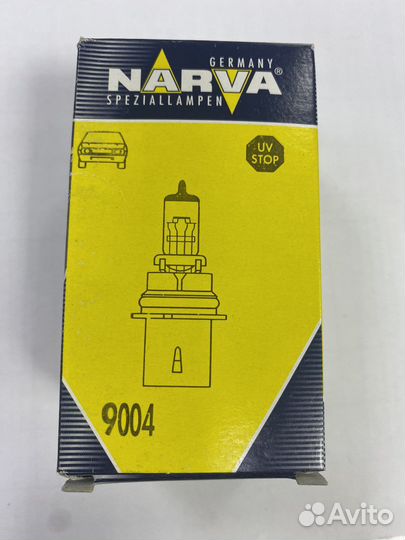 GERMANY
NARVA®
SPEZIALLAMPEN
UV
STOP
9004
Avito